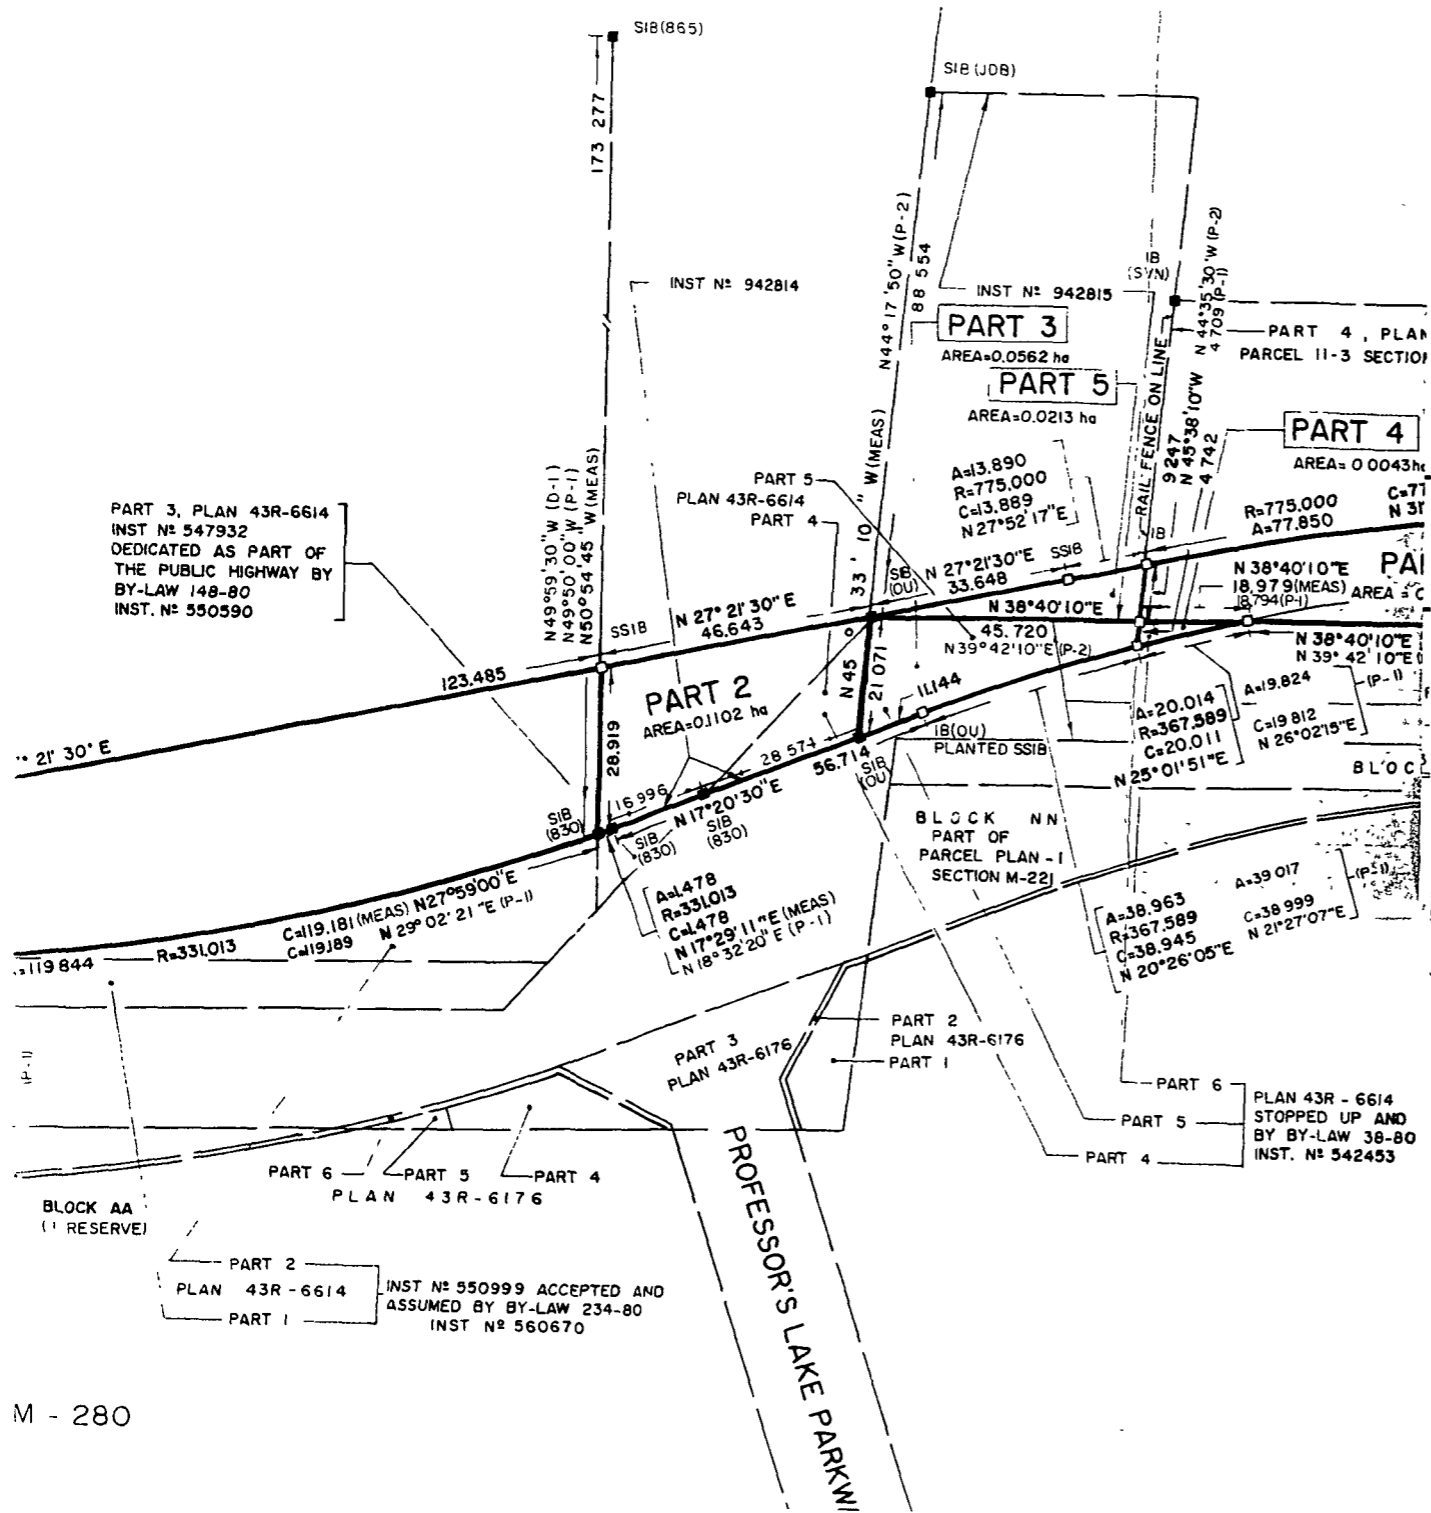 SIB(865)
173 277
SIB (JDB)
N44° 17' 50" W (P-2)
88 554
INST Nº 942814
INST Nº 942815
IB
(SVN)
N 44° 35' 30" W (P-2)
4 709 (P-1)
PART 3
AREA=0.0562 ha
PART 4 , PLAN
PARCEL 11-3 SECTION
PART 5
AREA=0.0213 ha
RAIL FENCE ON LINE
9 247
N 45° 38' 10" W
4 742
PART 4
AREA= 0 0043 ha
N49° 59' 30" W (D-1)
N49° 50' 00" W (P-1)
N50° 54' 45" W (MEAS)
N 45° 33' 10" W (MEAS)
21 071
PART 5
PLAN 43R-6614
PART 4
A=13.890
R=775.000
C=13.889
N 27° 52' 17" E
R=775.000
A=77.850
C=77
N 31
PART 3, PLAN 43R-6614
INST Nº 547932
DEDICATED AS PART OF
THE PUBLIC HIGHWAY BY
BY-LAW 148-80
INST. Nº 550590
SSIB
N 27° 21' 30" E
46.643
SIB
(OU)
N 27° 21' 30" E
33.648
SSIB
IB
N 38° 40' 10" E
45.720
N 39° 42' 10" E (P-2)
N 38° 40' 10" E
18.979 (MEAS)
18.794 (P-1)
PAR
AREA = 0
N 38° 40' 10" E
N 39° 42' 10" E (
123.485
° 21' 30" E
PART 2
AREA=0.1102 ha
28.919
11.144
IB(OU)
PLANTED SSIB
A=20.014
R=367.589
C=20.011
N 25° 01' 51" E
A=19.824
C=19 812
N 26° 02' 15" E
(P-1)
BLOC
16.996
28 574
56.714
N 17° 20' 30" E
SIB
(OU)
SIB
(830)
SIB
(830)
SIB
(830)
BLOCK NN
PART OF
PARCEL PLAN-1
SECTION M-221
C=119.181 (MEAS) N27° 59' 00" E
C=119.189 N 29° 02' 21" E (P-1)
R=331.013
=119 844
A=1.478
R=331.013
C=1.478
N 17° 29' 11" E (MEAS)
N 18° 32' 20" E (P-1)
A=38.963
R=367.589
C=38.945
N 20° 26' 05" E
A=39 017
C=38 999
N 21° 27' 07" E
(P-1)
PART 3
PLAN 43R-6176
PART 2
PLAN 43R-6176
PART 1
PART 6
PART 5
PART 4
PLAN 43R - 6614
STOPPED UP AND
BY BY-LAW 38-80
INST. Nº 542453
PART 6
PART 5
PART 4
PLAN 43R-6176
BLOCK AA
(1 RESERVE)
PART 2
PLAN 43R-6614
PART 1
INST Nº 550999 ACCEPTED AND
ASSUMED BY BY-LAW 234-80
INST Nº 560670
PROFESSOR'S LAKE PARKW
M - 280